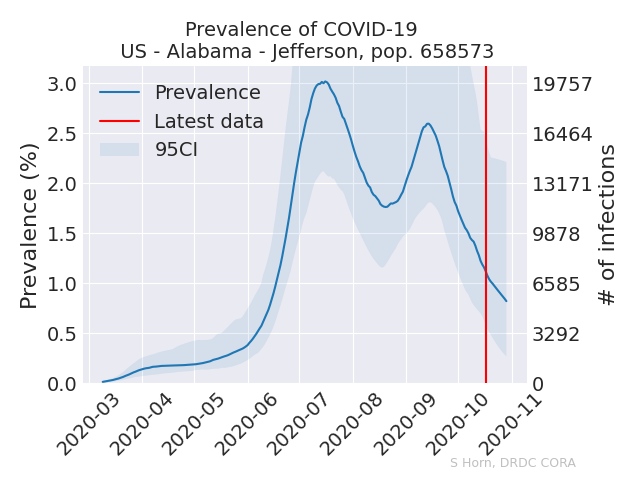 Prevalence of COVID-19
US - Alabama - Jefferson, pop. 658573
Prevalence (%)
3.0
2.5
2.0
1.5
1.0
0.5
0.0
Prevalence
Latest data
95CI
19757
16464
13171
9878
6585
3292
0
# of infections
2020-03
2020-04
2020-05
2020-06
2020-07
2020-08
2020-09
2020-10
2020-11
S Horn, DRDC CORA